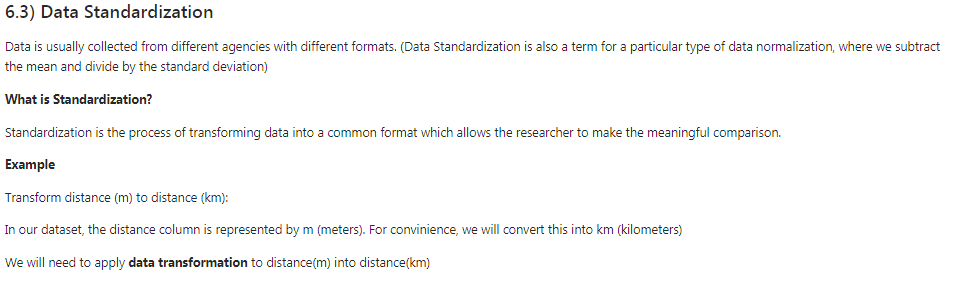 6.3) Data Standardization
Data is usually collected from different agencies with different formats. (Data Standardization is also a term for a particular type of data normalization, where we subtract
the mean and divide by the standard deviation)
What is Standardization?
Standardization is the process of transforming data into a common format which allows the researcher to make the meaningful comparison.
Example
Transform distance (m) to distance (km):
In our dataset, the distance column is represented by m (meters). For convinience, we will convert this into km (kilometers)
We will need to apply data transformation to distance(m) into distance(km)